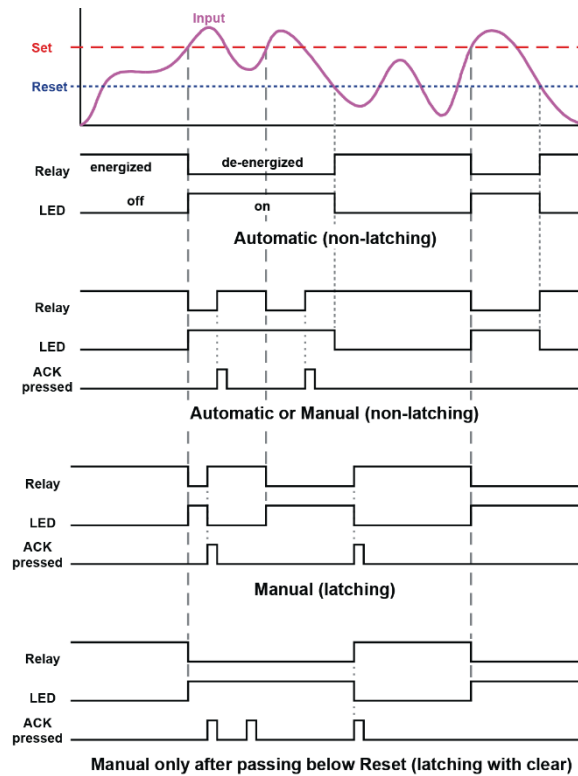 Input
Set
Reset
energized
de-energized
Relay
off
on
LED
Automatic (non-latching)
Relay
LED
ACK
pressed
Automatic or Manual (non-latching)
Relay
LED
ACK
pressed
Manual (latching)
Relay
LED
ACK
pressed
Manual only after passing below Reset (latching with clear)